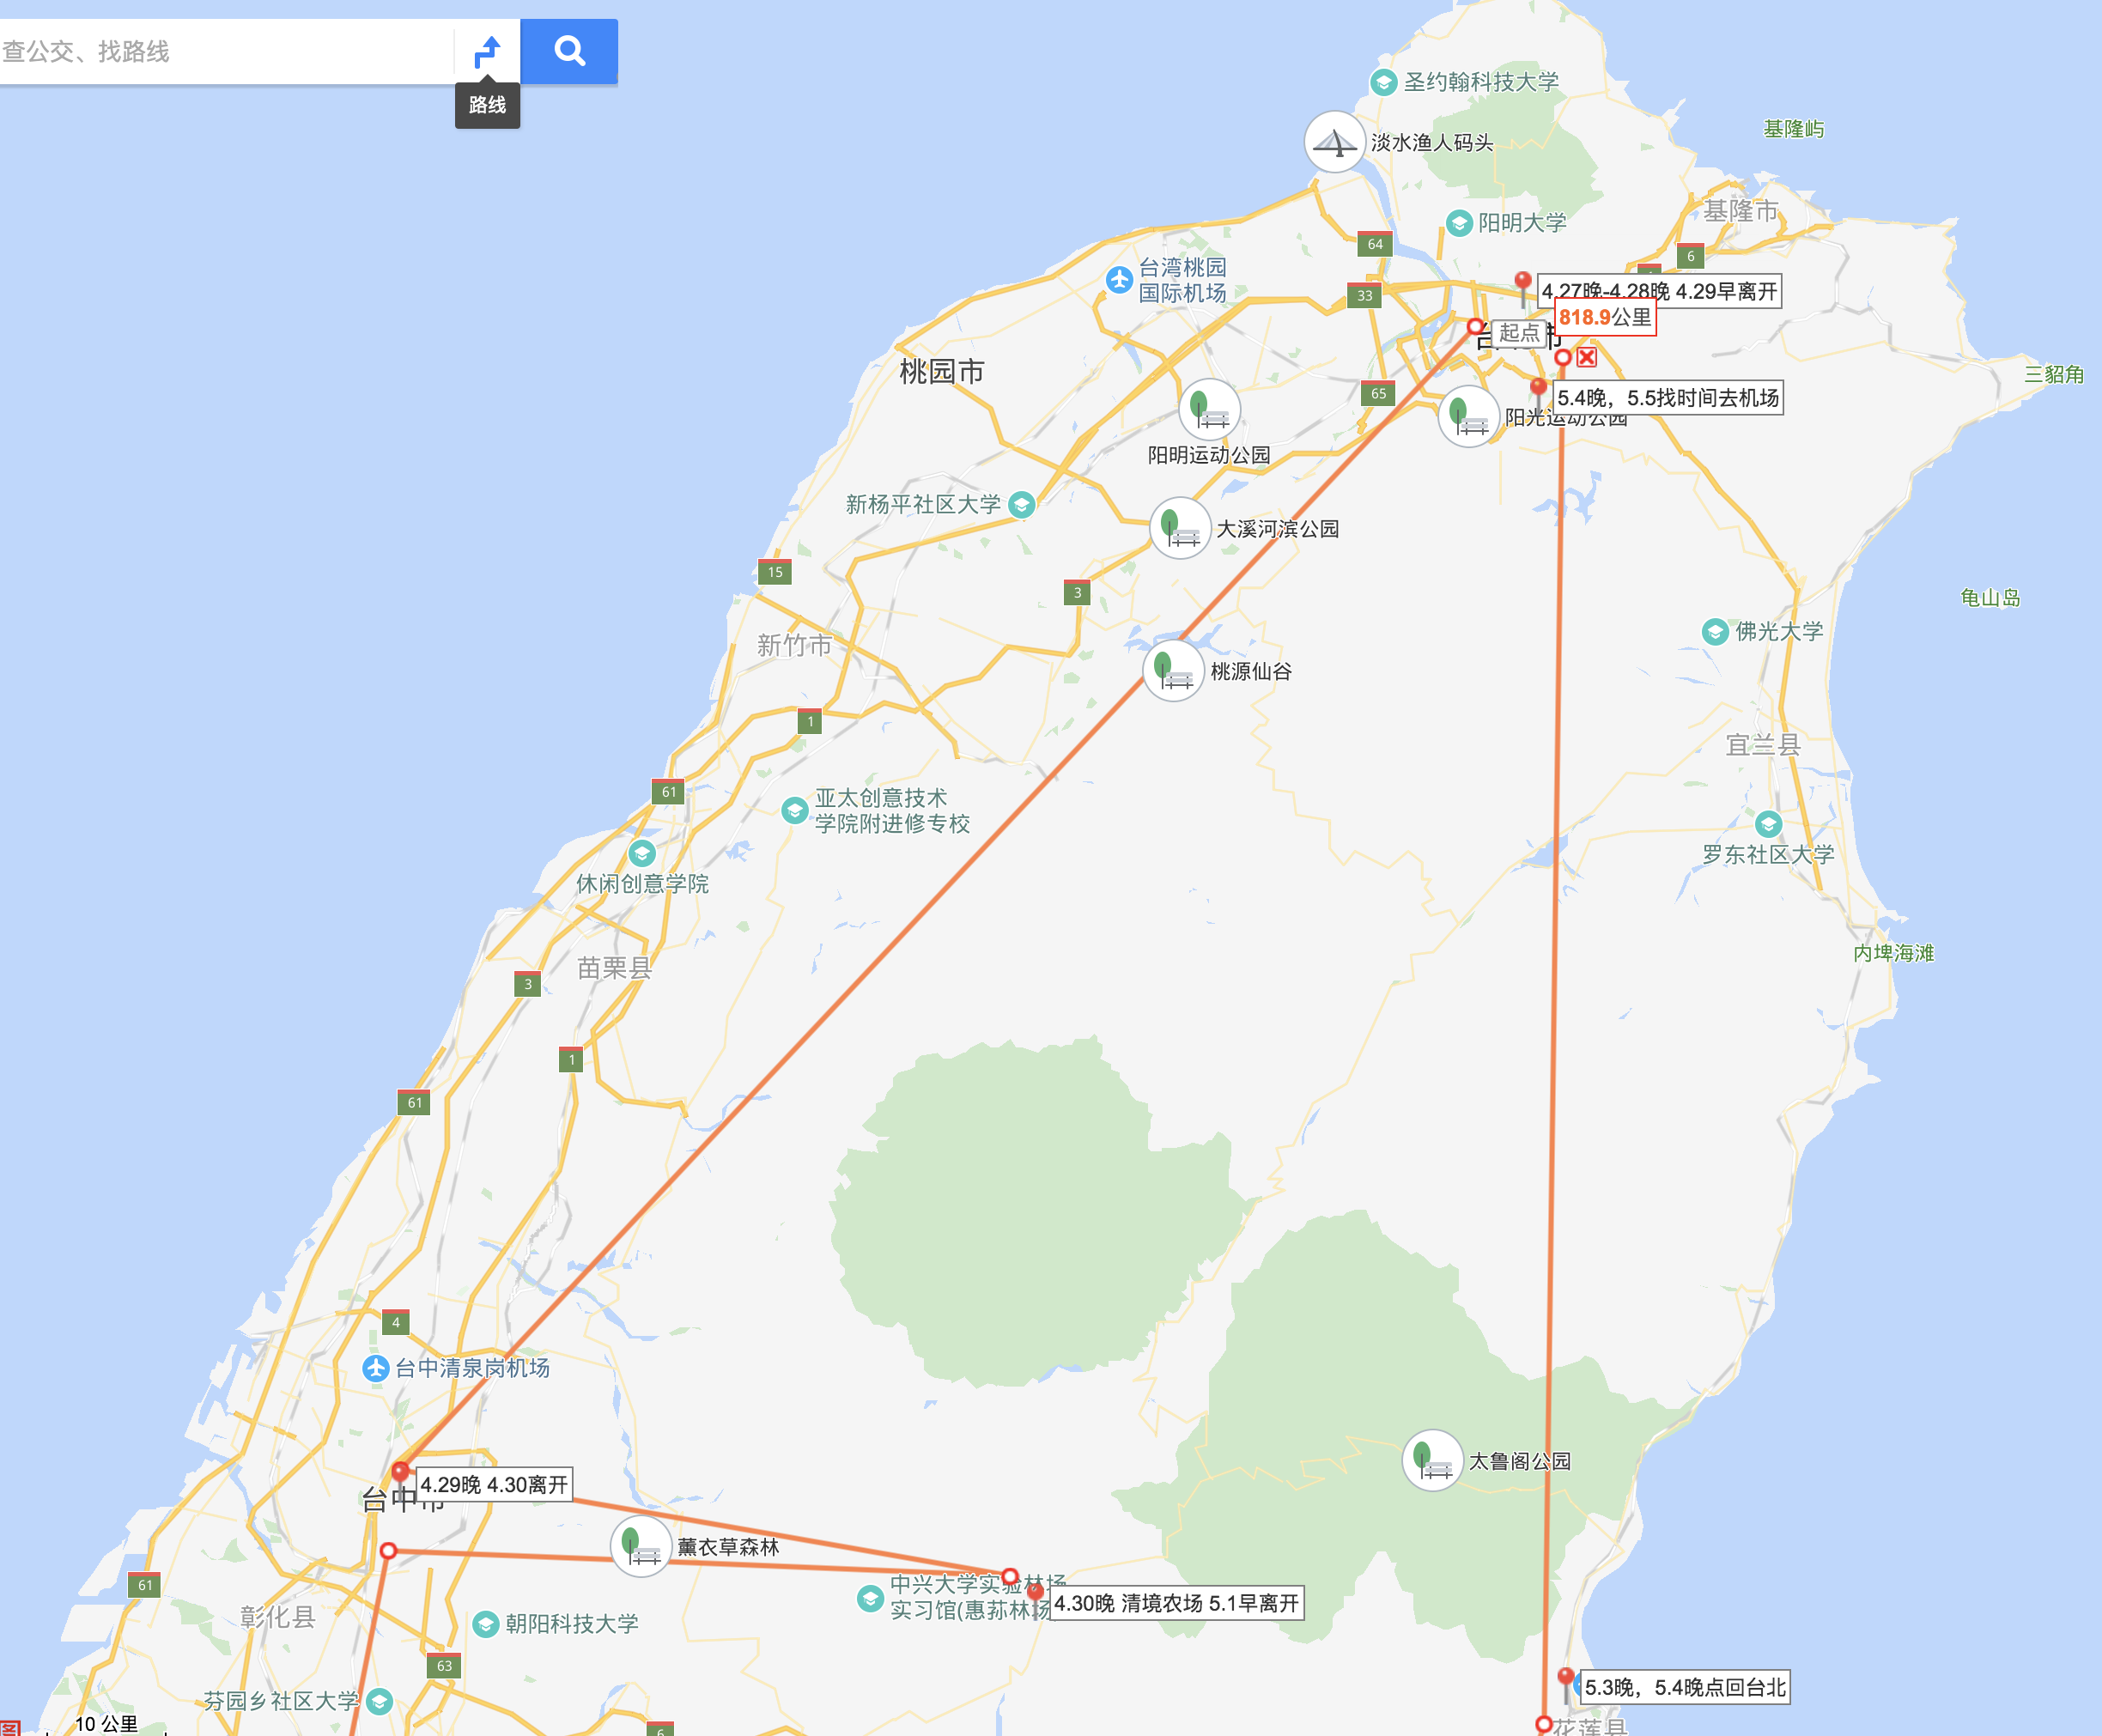 查公交、找路线
路线
圣约翰科技大学
淡水渔人码头
基隆屿
阳明大学
基隆市
64
6
台湾桃园
国际机场
33
4.27晚-4.28晚 4.29早离开
818.9公里
起点
桃园市
65
三貂角
5.4晚，5.5找时间去机场
阳光运动公园
阳明运动公园
新杨平社区大学
大溪河滨公园
15
3
龟山岛
佛光大学
新竹市
桃源仙谷
1
宜兰县
61
亚太创意技术
学院附进修专校
休闲创意学院
罗东社区大学
内埤海滩
苗栗县
3
1
61
4
台中清泉岗机场
太鲁阁公园
4.29晚 4.30离开
台中市
薰衣草森林
61
中兴大学实验林场
实习馆(惠荪林场
4.30晚 清境农场 5.1早离开
彰化县
朝阳科技大学
63
5.3晚，5.4晚点回台北
芬园乡社区大学
10 公里
6
花莲县